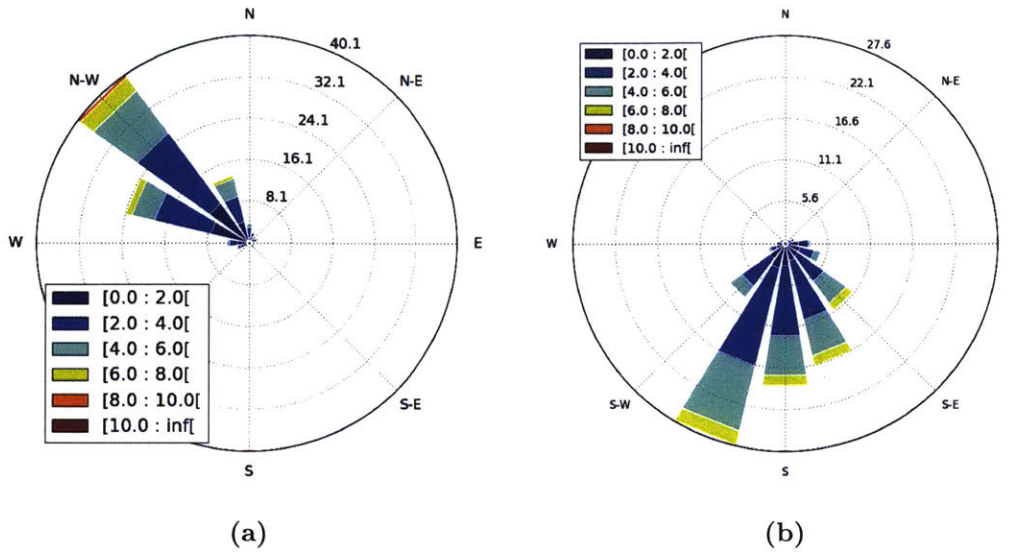 N
40.1
N-W
N-E
32.1
24.1
16.1
8.1
W
E
[0.0 : 2.0[
[2.0 : 4.0[
[4.0 : 6.0[
[6.0 : 8.0[
[8.0 : 10.0[
[10.0 : inf[
S-E
S
(a)
N
27.6
[0.0 : 2.0[
[2.0 : 4.0[
[4.0 : 6.0[
[6.0 : 8.0[
[8.0 : 10.0[
[10.0 : inf[
22.1
N-E
16.6
11.1
5.6
W
E
S-W
S-E
S
(b)